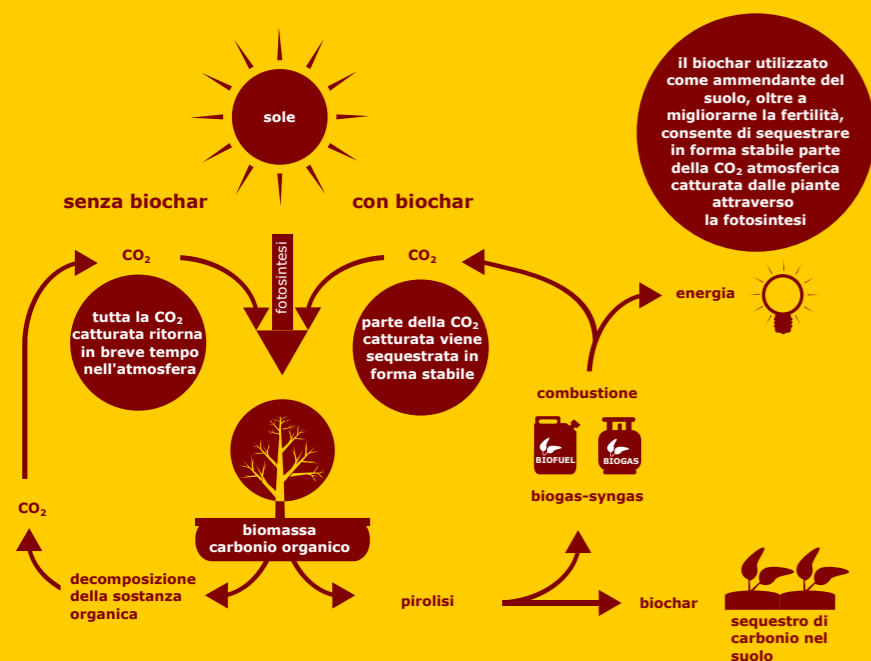 sole
il biochar utilizzato
come ammendante del
suolo, oltre a
migliorarne la fertilità,
consente di sequestrare
in forma stabile parte
della CO₂ atmosferica
catturata dalle piante
attraverso
la fotosintesi
senza biochar
con biochar
CO₂
fotosintesi
CO₂
energia
tutta la CO₂
catturata ritorna
in breve tempo
nell'atmosfera
parte della CO₂
catturata viene
sequestrata in
forma stabile
combustione
BIOFUEL
BIOGAS
biogas-syngas
CO₂
biomassa
carbonio organico
decomposizione
della sostanza
organica
pirolisi
biochar
sequestro di
carbonio nel
suolo